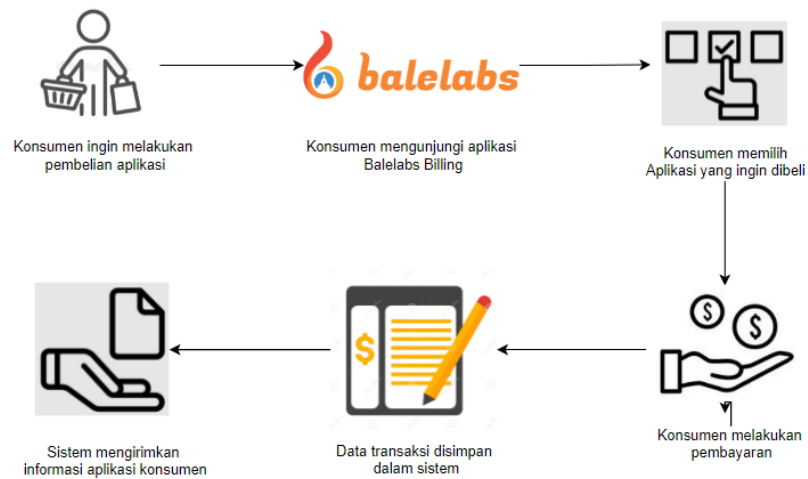 balelabs
Konsumen ingin melakukan
pembelian aplikasi
Konsumen mengunjungi aplikasi
Balelabs Billing
Konsumen memilih
Aplikasi yang ingin dibeli
$
$
Konsumen melakukan
pembayaran
$
Data transaksi disimpan
dalam sistem
Sistem mengirimkan
informasi aplikasi konsumen